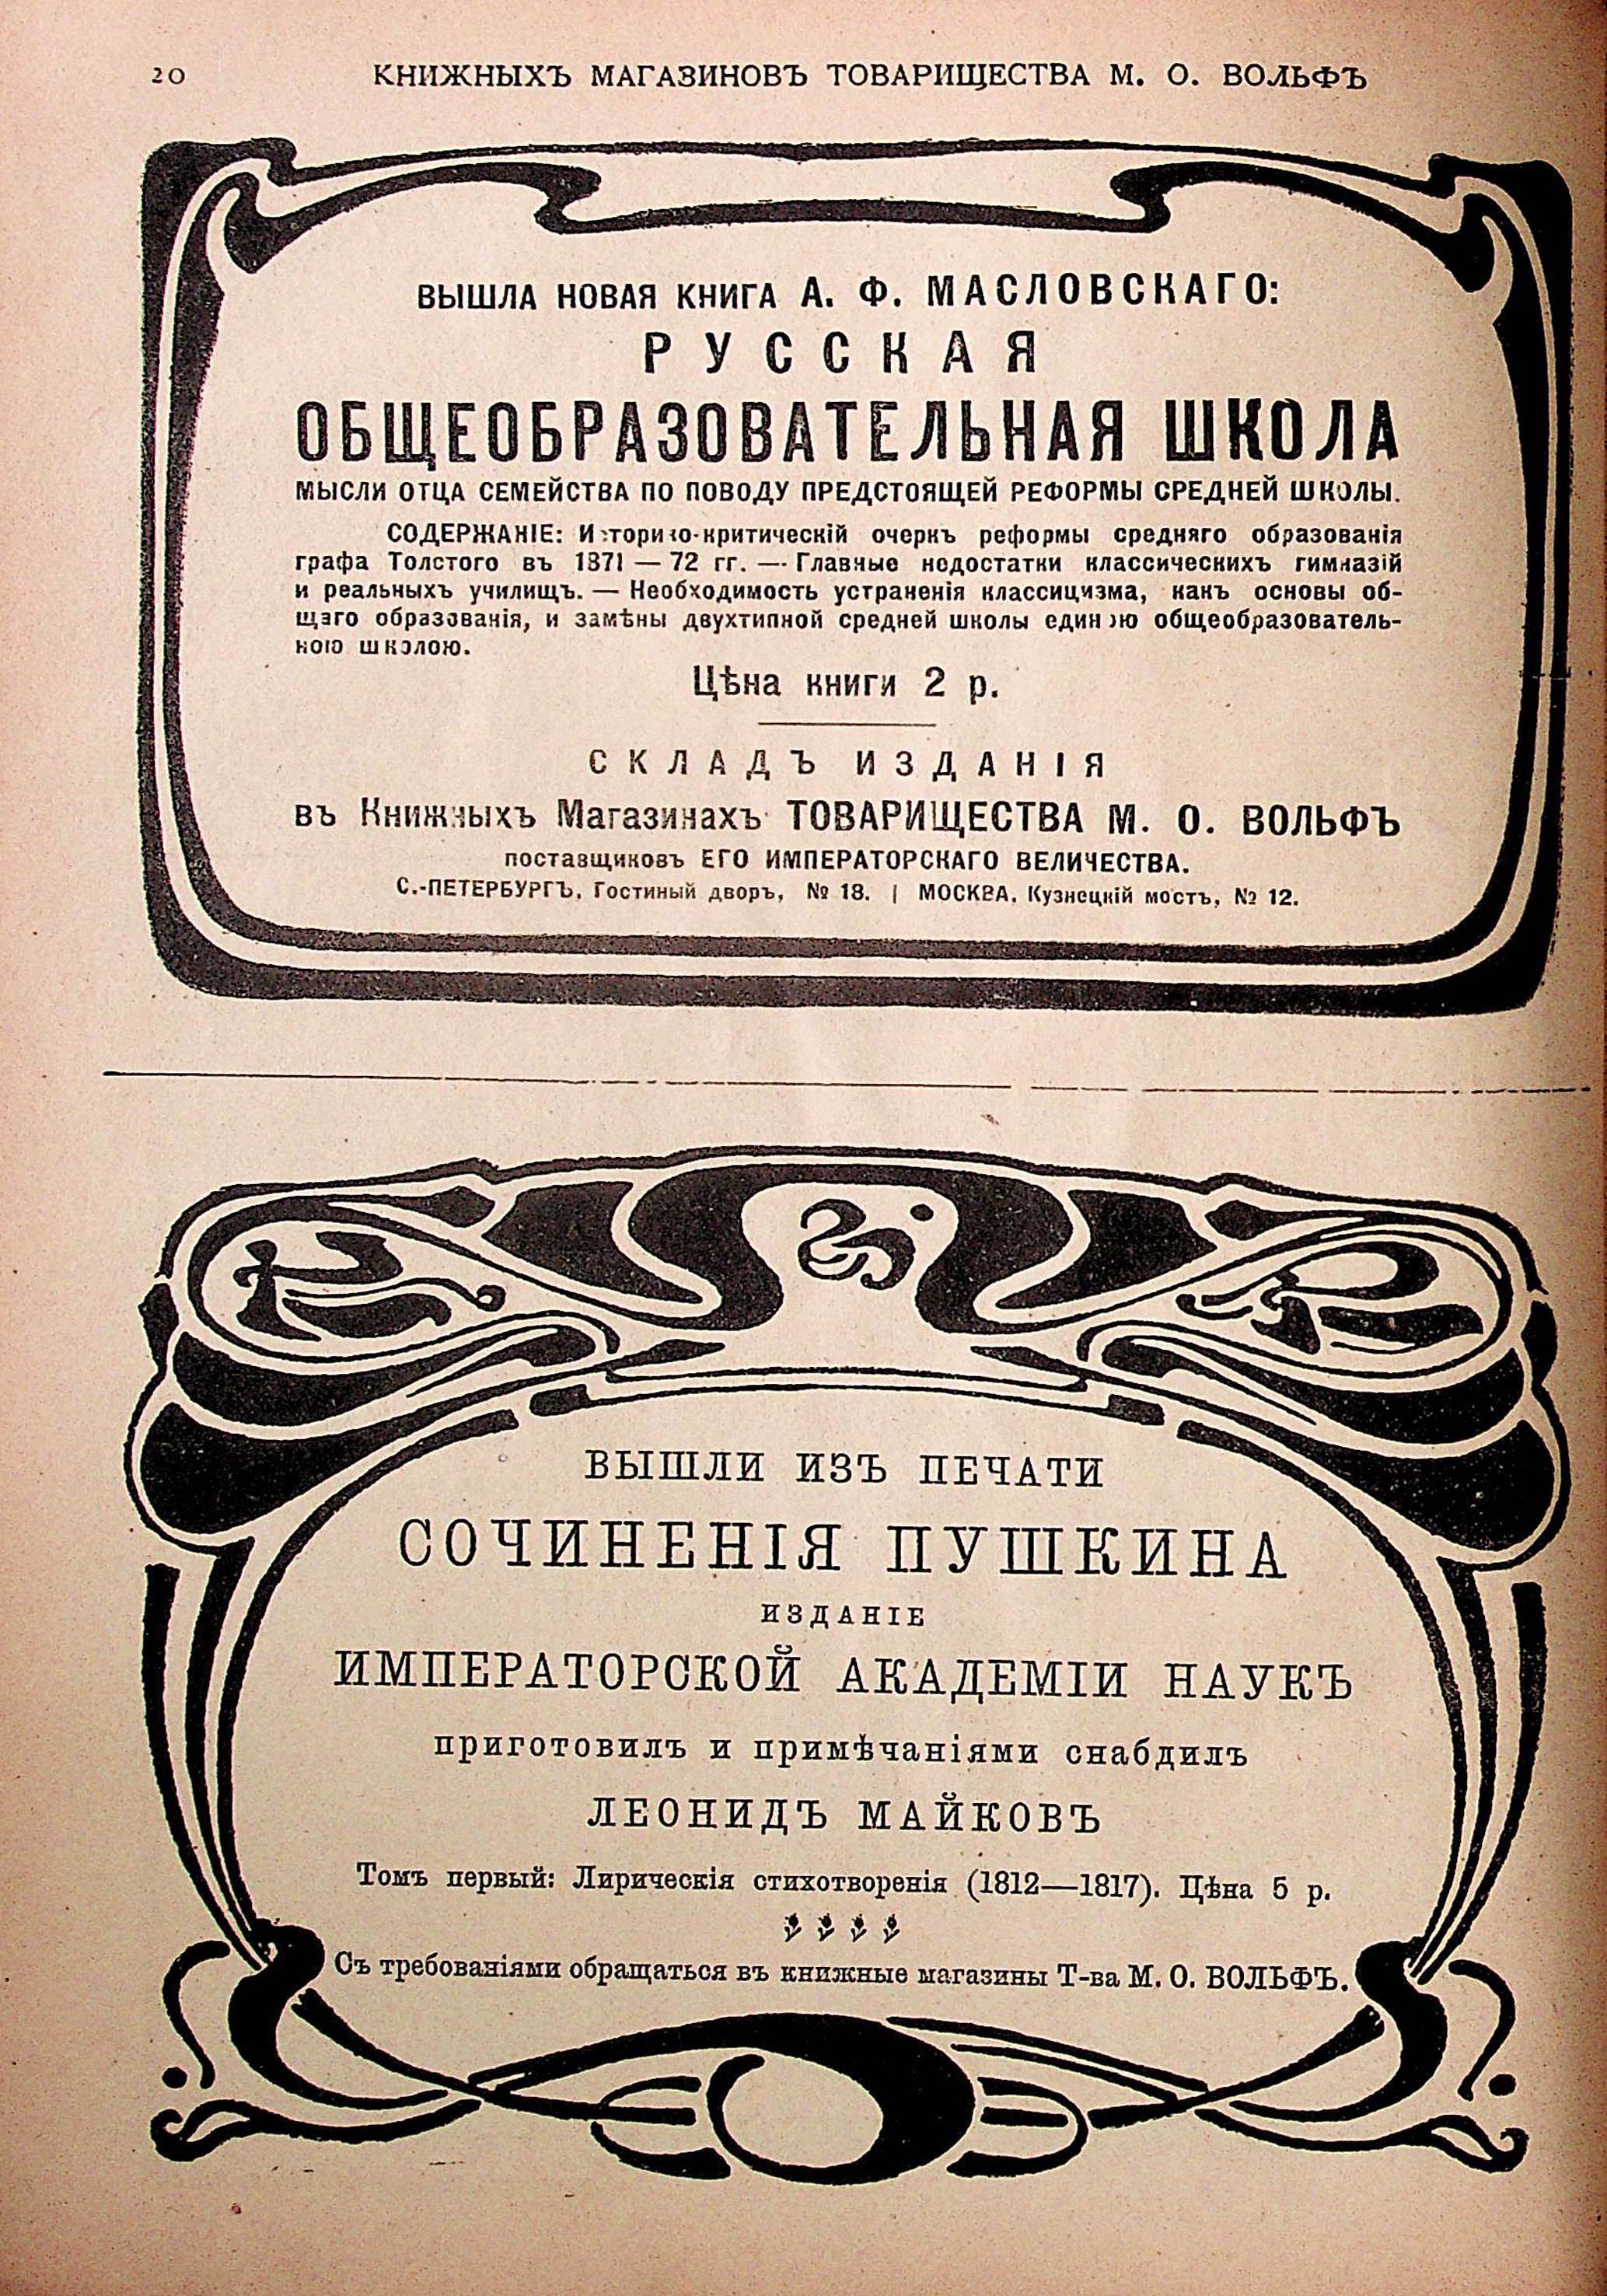 20 КНИЖНЫХЪ МАГАЗИНОВЪ ТОВАРИЩЕСТВА М. О. ВОЛЬФЪ
ВЫШЛА НОВАЯ КНИГА А. Ф. МАСЛОВСКАГО:
РУССКАЯ
ОБЩЕОБРАЗОВАТЕЛЬНАЯ ШКОЛА
МЫСЛИ ОТЦА СЕМЕЙСТВА ПО ПОВОДУ ПРЕДСТОЯЩЕЙ РЕФОРМЫ СРЕДНЕЙ ШКОЛЫ.
СОДЕРЖАНІЕ: Историко-критическій очеркъ реформы средняго образованія
графа Толстого въ 1871 — 72 гг. — Главные недостатки классическихъ гимназій
и реальныхъ училищъ. — Необходимость устраненія классицизма, какъ основы об-
щаго образованія, и замѣны двухтипной средней школы единою общеобразователь-
ною школою.
Цѣна книги 2 р.
СКЛАДЪ ИЗДАНІЯ
въ Книжныхъ Магазинахъ ТОВАРИЩЕСТВА М. О. ВОЛЬФЪ
поставщиковъ ЕГО ИМПЕРАТОРСКАГО ВЕЛИЧЕСТВА.
С.-ПЕТЕРБУРГЪ, Гостиный дворъ, № 18. | МОСКВА, Кузнецкій мостъ, № 12.
ВЫШЛИ ИЗЪ ПЕЧАТИ
СОЧИНЕНІЯ ПУШКИНА
ИЗДАНІЕ
ИМПЕРАТОРСКОЙ АКАДЕМІИ НАУКЪ
приготовилъ и примѣчаніями снабдилъ
ЛЕОНИДЪ МАЙКОВЪ
Томъ первый: Лирическія стихотворенія (1812—1817). Цѣна 5 р.
Съ требованіями обращаться въ книжные магазины Т-ва М. О. ВОЛЬФЪ.